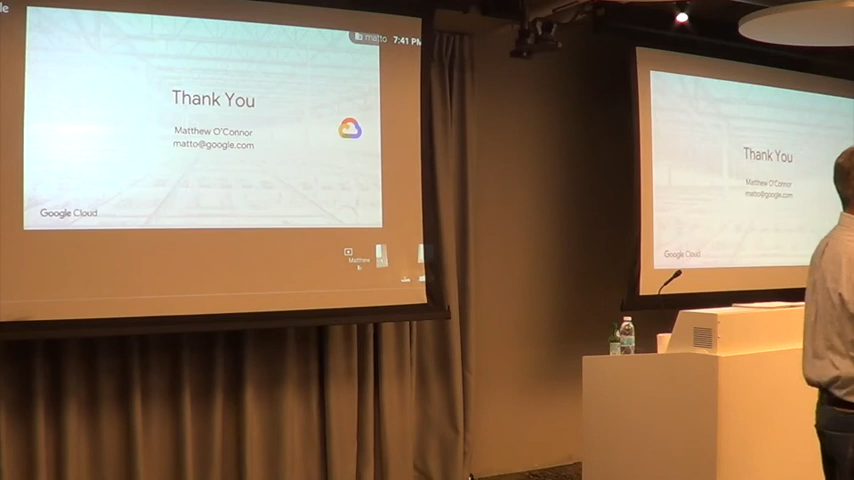 le
matto 7:41 PM
Thank You
Matthew O'Connor
matto@google.com
Google Cloud
Matthew
Thank You
Matthew O'Connor
matto@google.com
Google Cloud